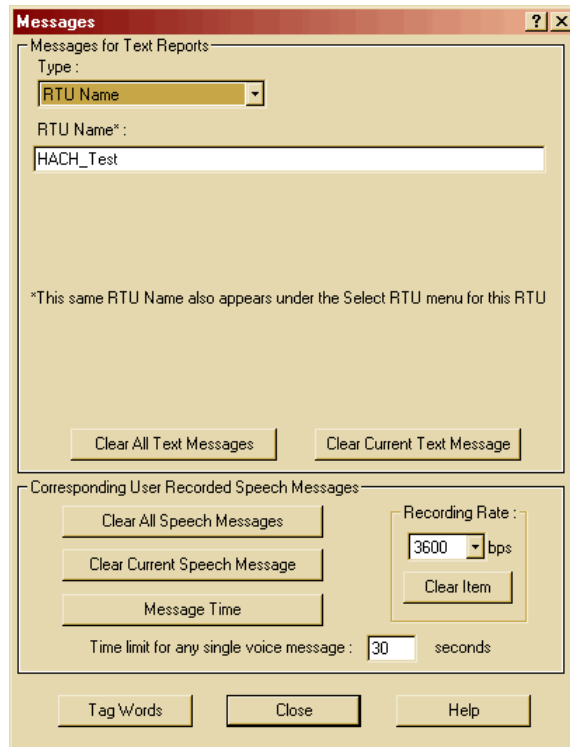 Messages
Messages for Text Reports
Type :
RTU Name
RTU Name* :
HACH_Test
*This same RTU Name also appears under the Select RTU menu for this RTU
Clear All Text Messages Clear Current Text Message
Corresponding User Recorded Speech Messages
Clear All Speech Messages
Recording Rate :
3600 bps
Clear Current Speech Message
Clear Item
Message Time
Time limit for any single voice message : 30 seconds
Tag Words Close Help